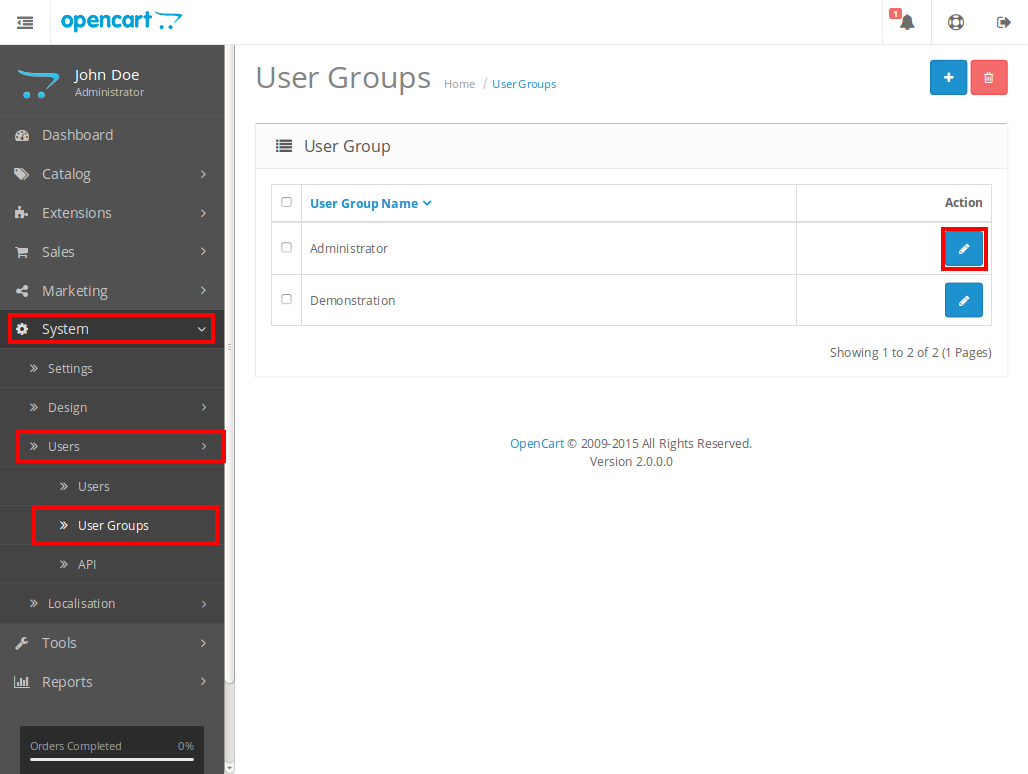 opencart
1
John Doe
Administrator
Dashboard
Catalog
Extensions
Sales
Marketing
System
Settings
Design
Users
Users
User Groups
API
Localisation
Tools
Reports
Orders Completed 0%
User Groups Home / User Groups
User Group
User Group Name Action
Administrator
Demonstration
Showing 1 to 2 of 2 (1 Pages)
OpenCart © 2009-2015 All Rights Reserved.
Version 2.0.0.0